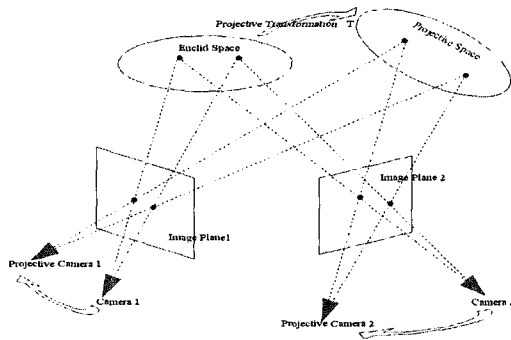 Projective Transformation T
Euclid Space
Projective Space
Image Plane 2
Image Plane1
Projective Camera 1
Camera 1
Camera
Projective Camera 2